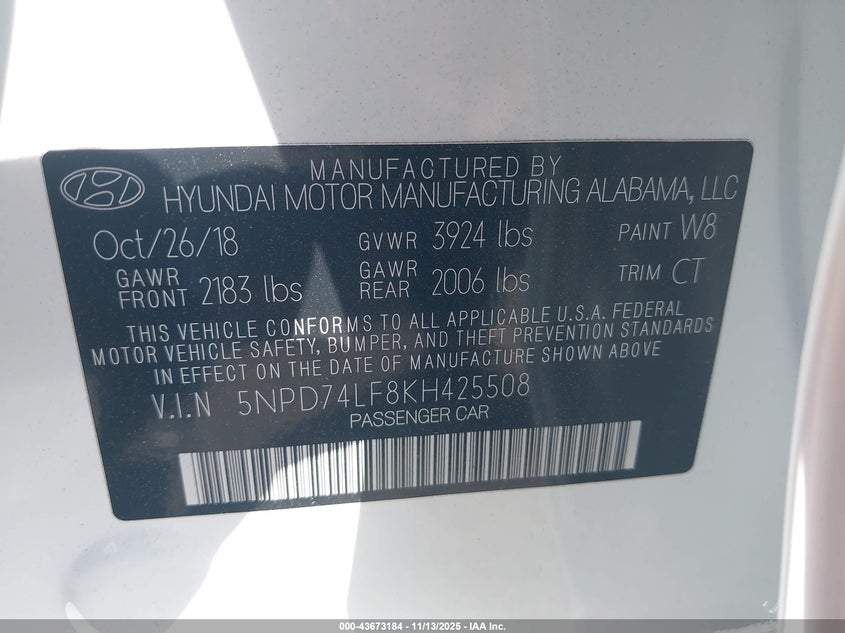 MANUFACTURED BY
HYUNDAI MOTOR MANUFACTURING ALABAMA, LLC
Oct/26/18 GVWR 3924 lbs PAINT W8
GAWR FRONT 2183 lbs GAWR REAR 2006 lbs TRIM CT
THIS VEHICLE CONFORMS TO ALL APPLICABLE U.S.A. FEDERAL
MOTOR VEHICLE SAFETY, BUMPER, AND THEFT PREVENTION STANDARDS
IN EFFECT ON THE DATE OF MANUFACTURE SHOWN ABOVE
V.I.N 5NPD74LF8KH425508
PASSENGER CAR
000-43673184 - 11/13/2025 - IAA Inc.